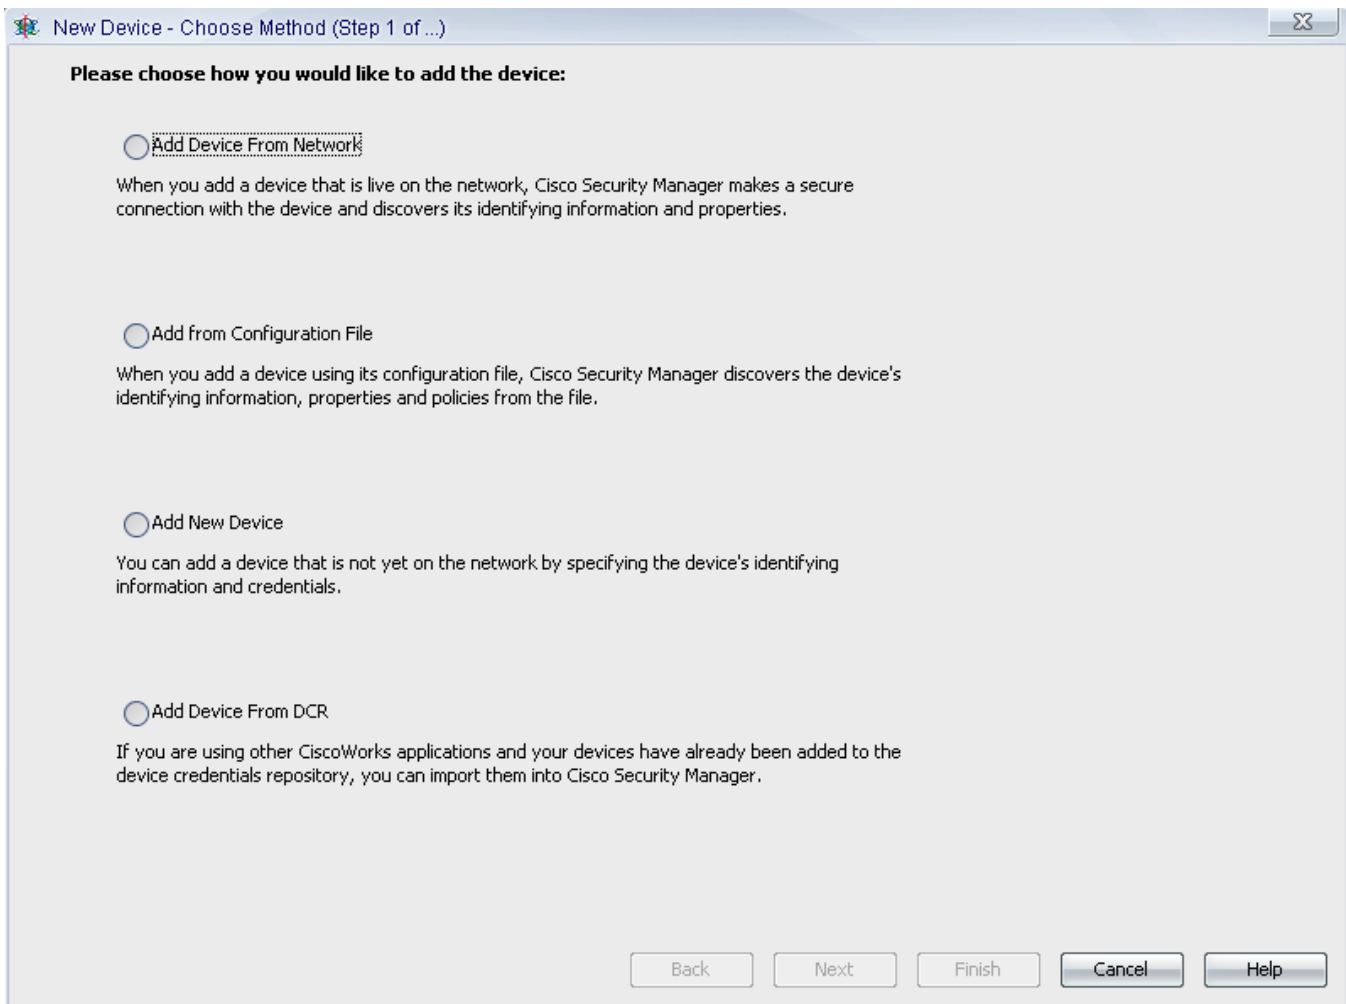 New Device - Choose Method (Step 1 of ...)
Please choose how you would like to add the device:
Add Device From Network
When you add a device that is live on the network, Cisco Security Manager makes a secure
connection with the device and discovers its identifying information and properties.
Add from Configuration File
When you add a device using its configuration file, Cisco Security Manager discovers the device's
identifying information, properties and policies from the file.
Add New Device
You can add a device that is not yet on the network by specifying the device's identifying
information and credentials.
Add Device From DCR
If you are using other CiscoWorks applications and your devices have already been added to the
device credentials repository, you can import them into Cisco Security Manager.
Back Next Finish Cancel Help